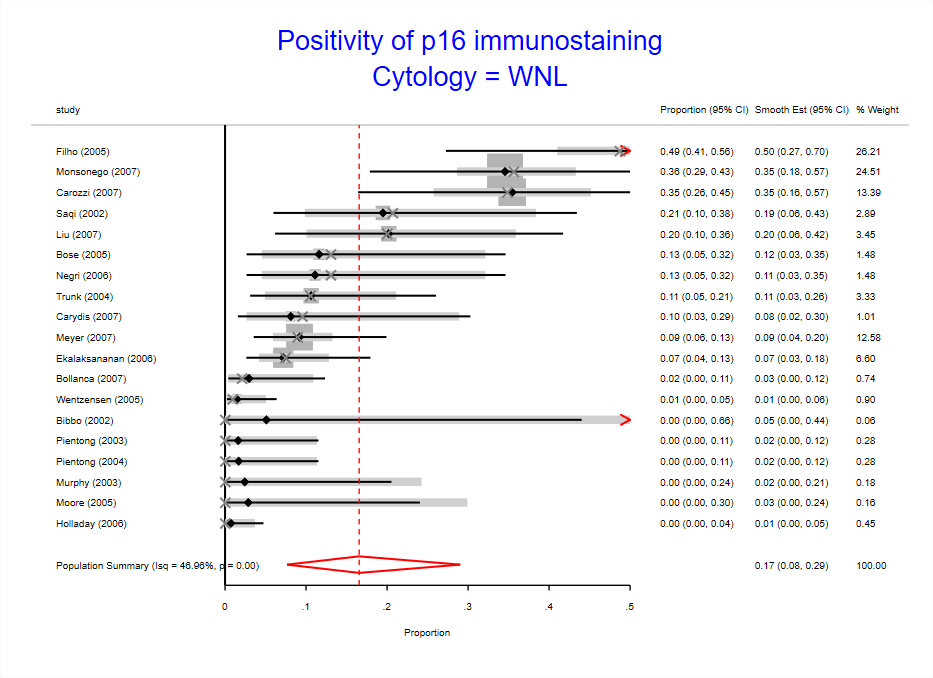 Positivity of p16 immunostaining
Cytology = WNL
study Proportion (95% CI) Smooth Est (95% CI) % Weight
Filho (2005) 0.49 (0.41, 0.56) 0.50 (0.27, 0.70) 26.21
Monsonego (2007) 0.36 (0.29, 0.43) 0.35 (0.18, 0.57) 24.51
Carozzi (2007) 0.35 (0.26, 0.45) 0.35 (0.16, 0.57) 13.39
Saqi (2002) 0.21 (0.10, 0.38) 0.19 (0.06, 0.43) 2.89
Liu (2007) 0.20 (0.10, 0.36) 0.20 (0.06, 0.42) 3.45
Bose (2005) 0.13 (0.05, 0.32) 0.12 (0.03, 0.35) 1.48
Negri (2006) 0.13 (0.05, 0.32) 0.11 (0.03, 0.35) 1.48
Trunk (2004) 0.11 (0.05, 0.21) 0.11 (0.03, 0.26) 3.33
Carydis (2007) 0.10 (0.03, 0.29) 0.08 (0.02, 0.30) 1.01
Meyer (2007) 0.09 (0.06, 0.13) 0.09 (0.04, 0.20) 12.58
Ekalaksananan (2006) 0.07 (0.04, 0.13) 0.07 (0.03, 0.18) 6.60
Bollanca (2007) 0.02 (0.00, 0.11) 0.03 (0.00, 0.12) 0.74
Wentzensen (2005) 0.01 (0.00, 0.05) 0.01 (0.00, 0.06) 0.90
Bibbo (2002) 0.00 (0.00, 0.66) 0.05 (0.00, 0.44) 0.06
Pientong (2003) 0.00 (0.00, 0.11) 0.02 (0.00, 0.12) 0.28
Pientong (2004) 0.00 (0.00, 0.11) 0.02 (0.00, 0.12) 0.28
Murphy (2003) 0.00 (0.00, 0.24) 0.02 (0.00, 0.21) 0.18
Moore (2005) 0.00 (0.00, 0.30) 0.03 (0.00, 0.24) 0.16
Holladay (2006) 0.00 (0.00, 0.04) 0.01 (0.00, 0.05) 0.45
Population Summary (Isq = 46.96%, p = 0.00) 0.17 (0.08, 0.29) 100.00
0 .1 .2 .3 .4 .5
Proportion